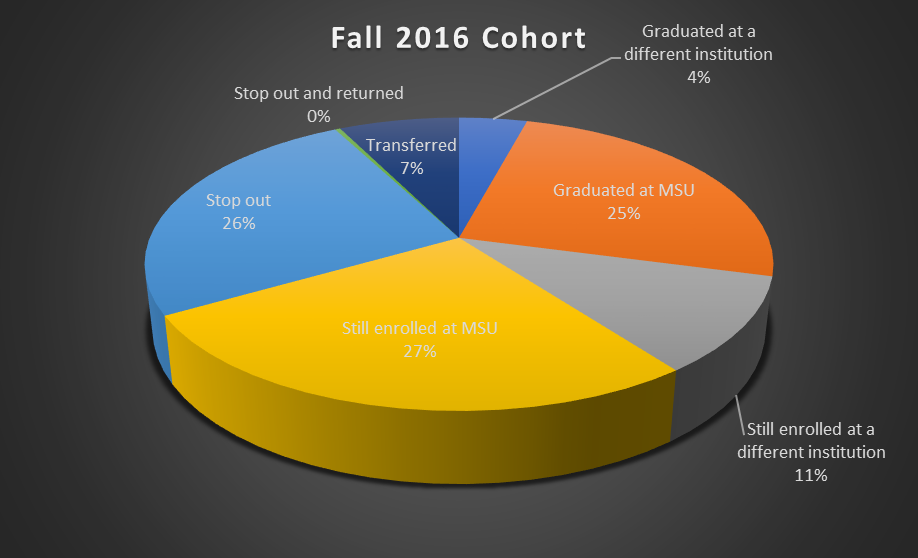 Fall 2016 Cohort
Graduated at a
different institution
4%
Graduated at MSU
25%
Still enrolled at a
different institution
11%
Still enrolled at MSU
27%
Stop out
26%
Stop out and returned
0%
Transferred
7%